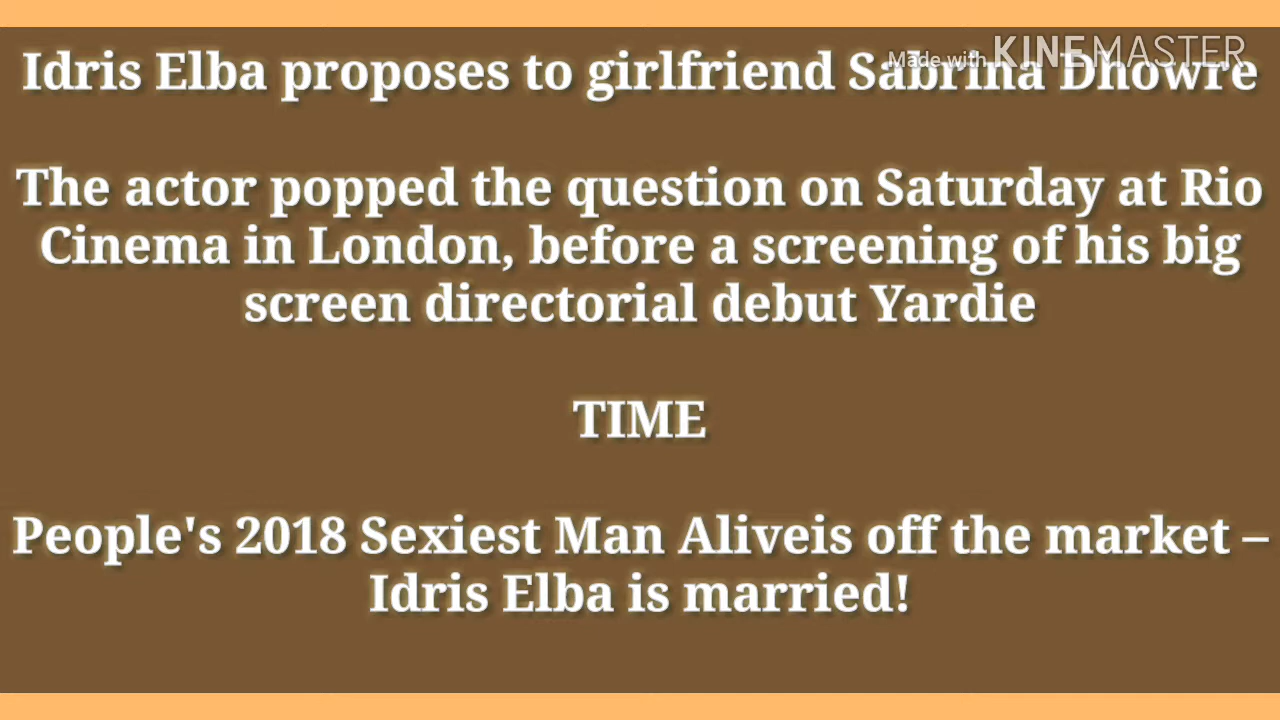 Made with KINEMASTER
Idris Elba proposes to girlfriend Sabrina Dhowre
The actor popped the question on Saturday at Rio
Cinema in London, before a screening of his big
screen directorial debut Yardie
TIME
People's 2018 Sexiest Man Aliveis off the market –
Idris Elba is married!